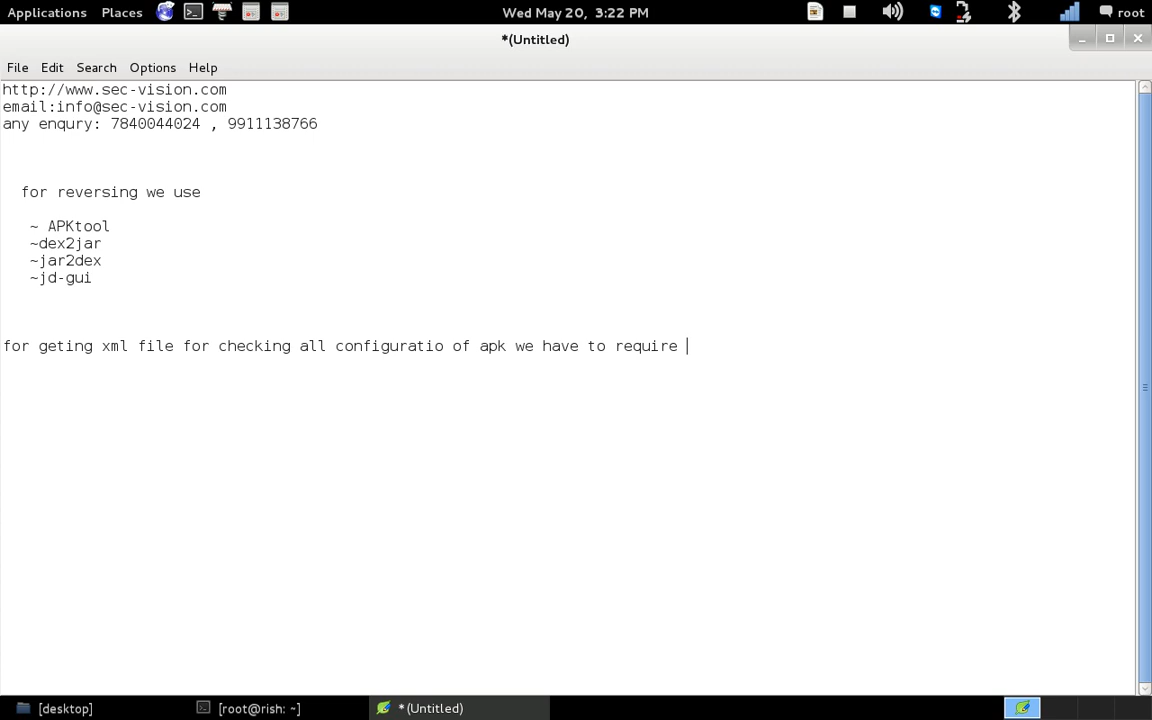 Applications Places Wed May 20, 3:22 PM root
*(Untitled)
File Edit Search Options Help
http://www.sec-vision.com
email:info@sec-vision.com
any enqury: 7840044024 , 9911138766
for reversing we use
~ APKtool
~dex2jar
~jar2dex
~jd-gui
for geting xml file for checking all configuratio of apk we have to require
[desktop] [root@rish: ~] *(Untitled)